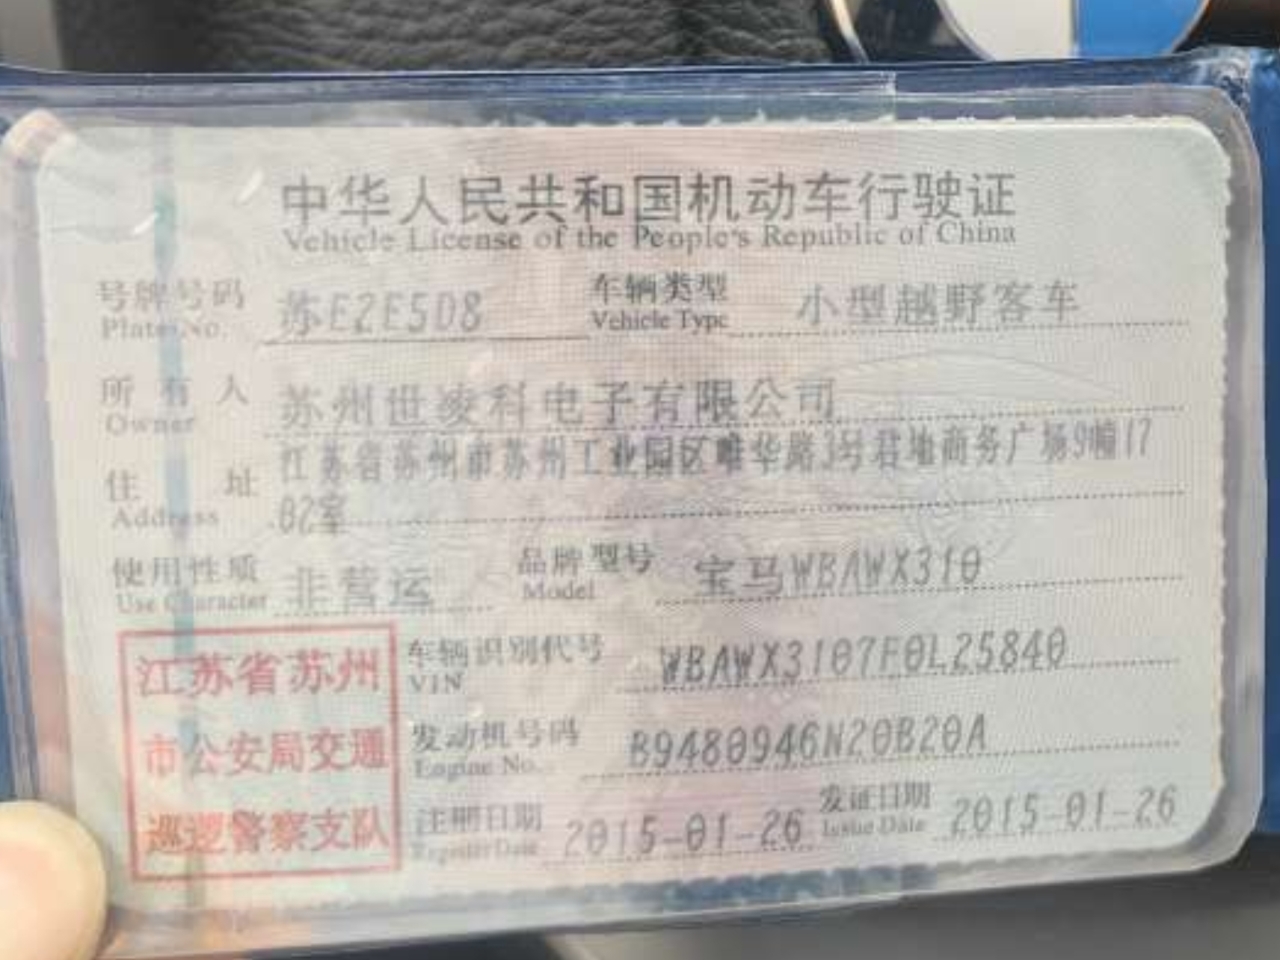 中华人民共和国机动车行驶证
Vehicle License of the People's Republic of China
号牌号码 苏E2E5D8 车辆类型 小型越野客车
Plate No. Vehicle Type
所有人 苏州世凌科电子有限公司
Owner
江苏省苏州市苏州工业园区唯华路3号君地商务广场9幢17
住址 02室
Address
使用性质 非营运 品牌型号 宝马WBAWX310
Use Character Model
车辆识别代号 WBAWX3107F0L25840
VIN
发动机号码 B9480946N20B20A
Engine No.
注册日期 2015-01-26 发证日期 2015-01-26
Register Date Issue Date
江苏省苏州
市公安局交通
巡逻警察支队